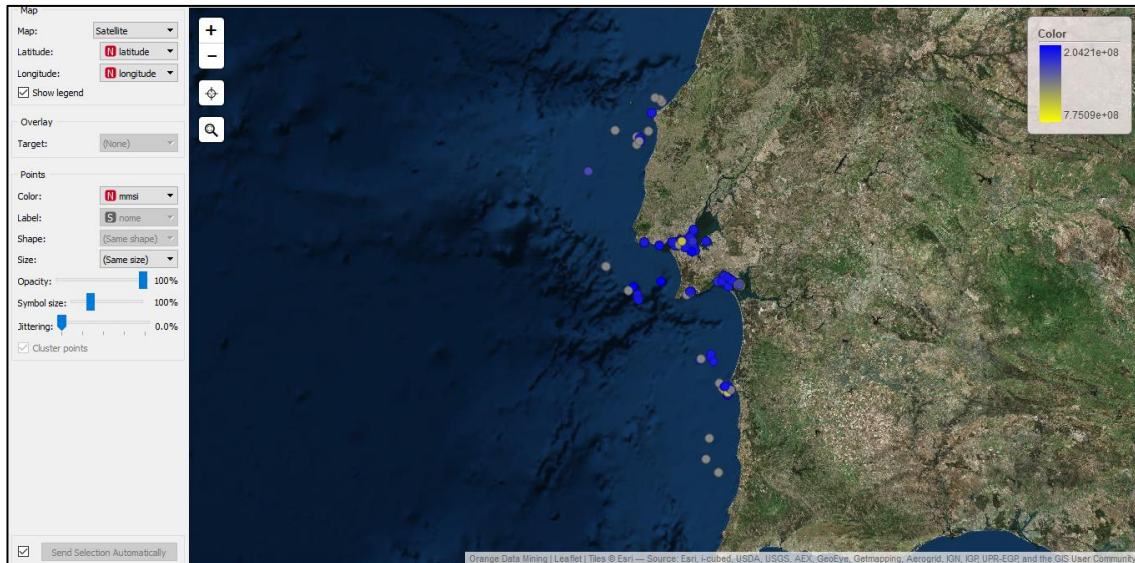 Map
Map: Satellite
Latitude: N latitude
Longitude: N longitude
Show legend
Overlay
Target: (None)
Points
Color: N mmsi
Label: S nome
Shape: (Same shape)
Size: (Same size)
Opacity: 100%
Symbol size: 100%
Jittering: 0.0%
Cluster points
Send Selection Automatically
+
−
Color
2.0421e+08
7.7509e+08
Orange Data Mining | Leaflet | Tiles © Esri — Source: Esri, i-cubed, USDA, USGS, AEX, GeoEye, Getmapping, Aerogrid, IGN, IGP, UPR-EGP, and the GIS User Community